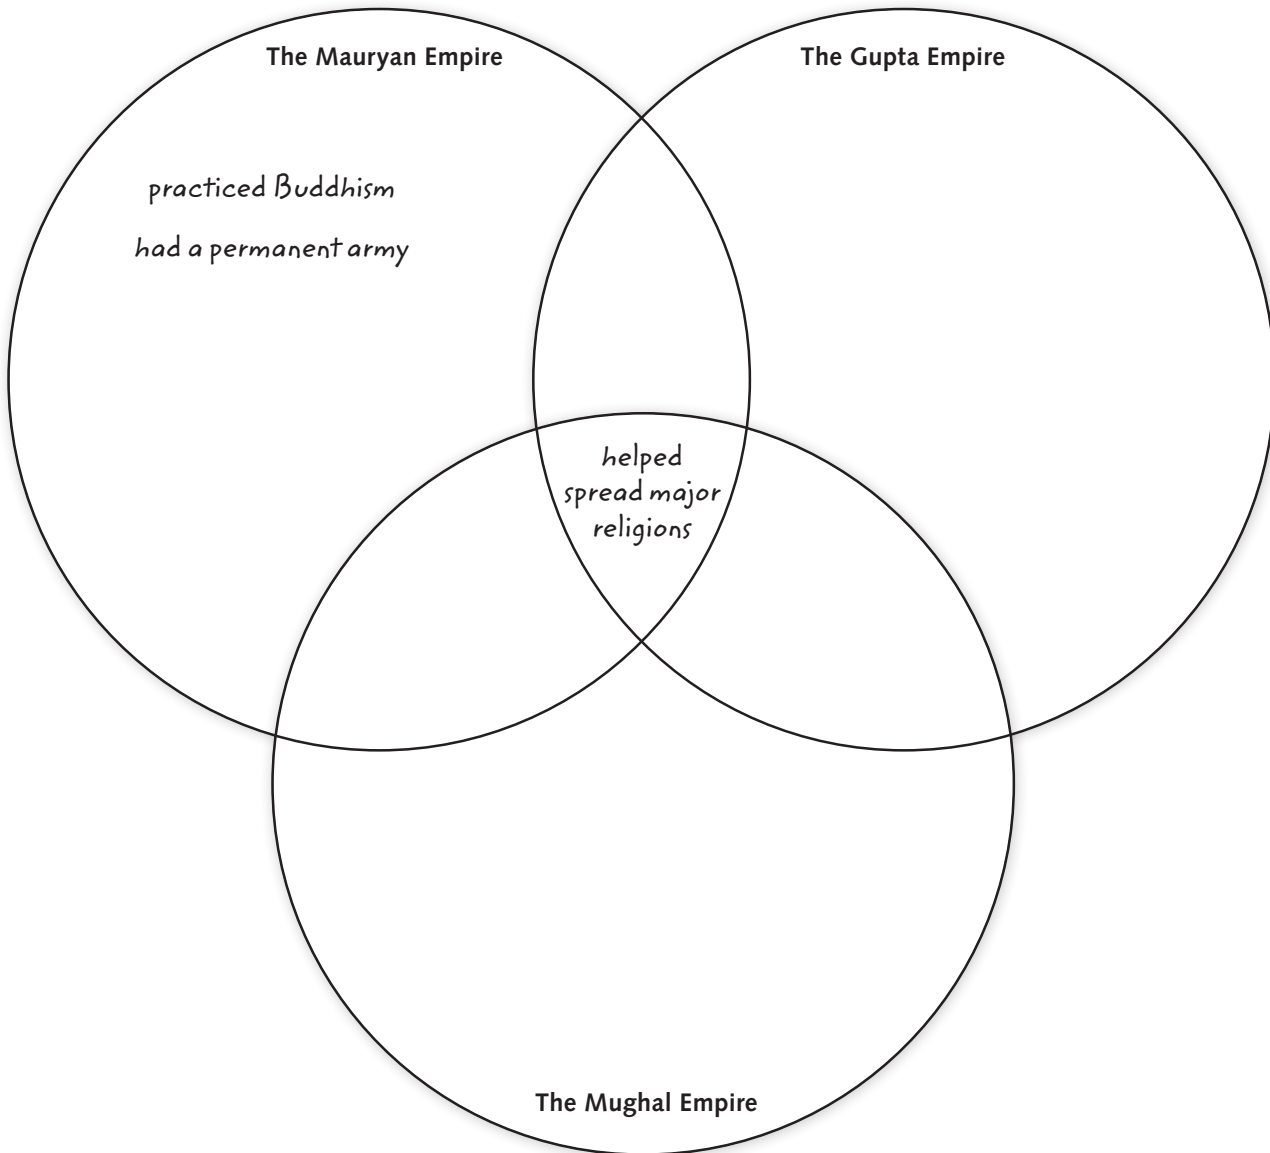 The Mauryan Empire
The Gupta Empire
practiced Buddhism
had a permanent army
helped
spread major
religions
The Mughal Empire